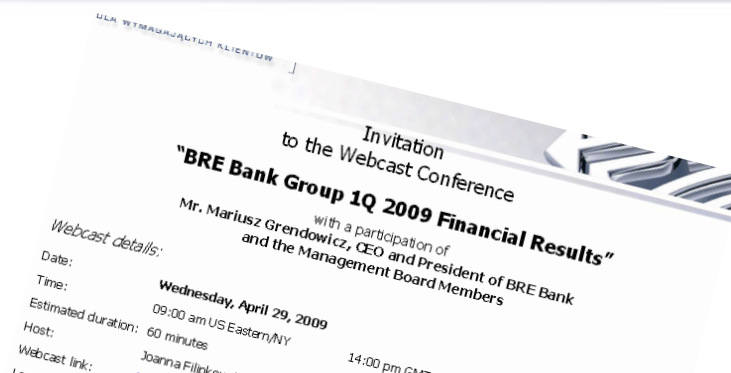 DLA WYMAGAJĄCYCH KLIENTÓW
Invitation
to the Webcast Conference
"BRE Bank Group 1Q 2009 Financial Results"
with a participation of
Mr. Mariusz Grendowicz, CEO and President of BRE Bank
and the Management Board Members
Webcast details:
Date: Wednesday, April 29, 2009
Time: 09:00 am US Eastern/NY 14:00 pm GMT
Estimated duration: 60 minutes
Host: Joanna
Webcast link: